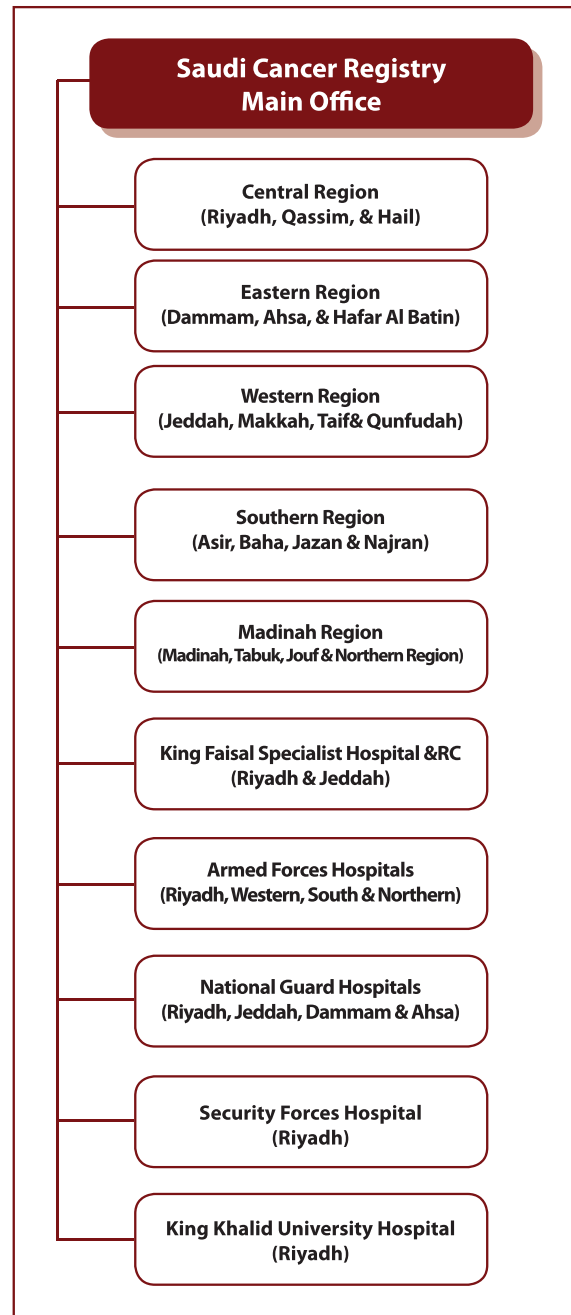 Saudi Cancer Registry
Main Office
Central Region
(Riyadh, Qassim, & Hail)
Eastern Region
(Dammam, Ahsa, & Hafar Al Batin)
Western Region
(Jeddah, Makkah, Taif& Qunfudah)
Southern Region
(Asir, Baha, Jazan & Najran)
Madinah Region
(Madinah, Tabuk, Jouf & Northern Region)
King Faisal Specialist Hospital &RC
(Riyadh & Jeddah)
Armed Forces Hospitals
(Riyadh, Western, South & Northern)
National Guard Hospitals
(Riyadh, Jeddah, Dammam & Ahsa)
Security Forces Hospital
(Riyadh)
King Khalid University Hospital
(Riyadh)